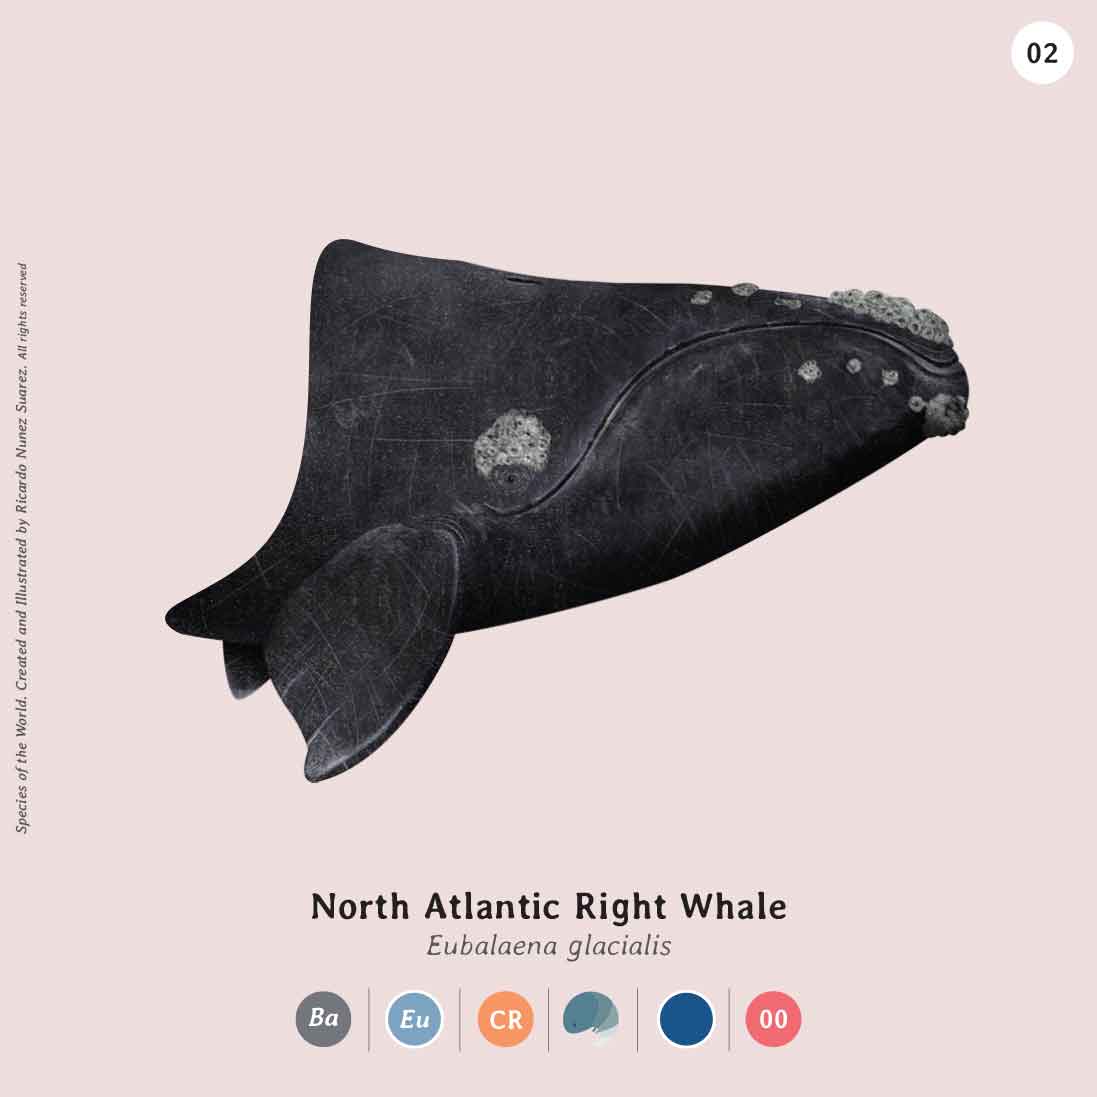 02
Species of the World. Created and Illustrated by Ricardo Nunez Suarez. All rights reserved
North Atlantic Right Whale
Eubalaena glacialis
Ba
Eu
CR
00